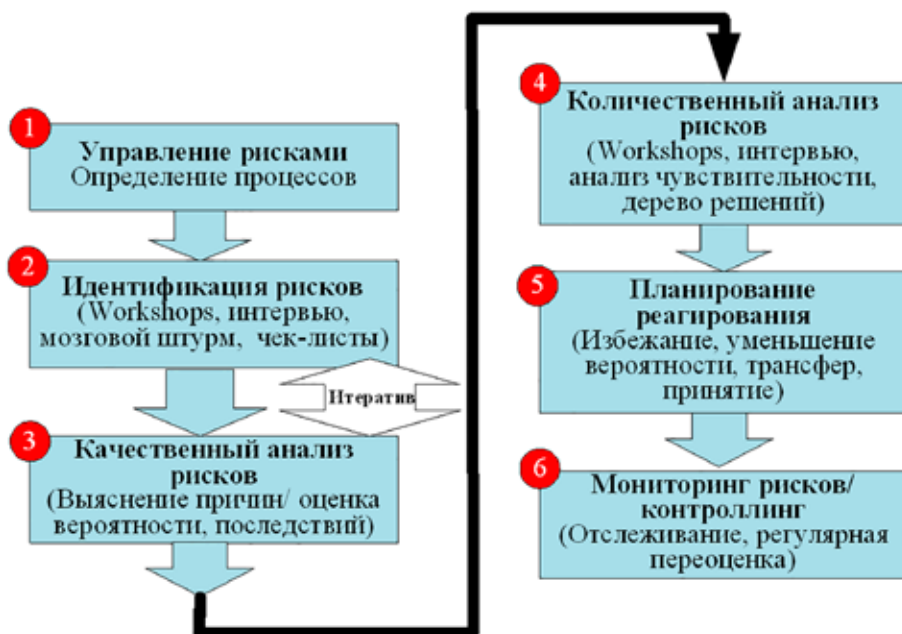 1
Управление рисками
Определение процессов
2
Идентификация рисков
(Workshops, интервью,
мозговой штурм, чек-листы)
Итератив
3
Качественный анализ
рисков
(Выяснение причин/ оценка
вероятности, последствий)
4
Количественный анализ
рисков
(Workshops, интервью,
анализ чувствительности,
дерево решений)
5
Планирование
реагирования
(Избежание, уменьшение
вероятности, трансфер,
принятие)
6
Мониторинг рисков/
контроллинг
(Отслеживание, регулярная
переоценка)